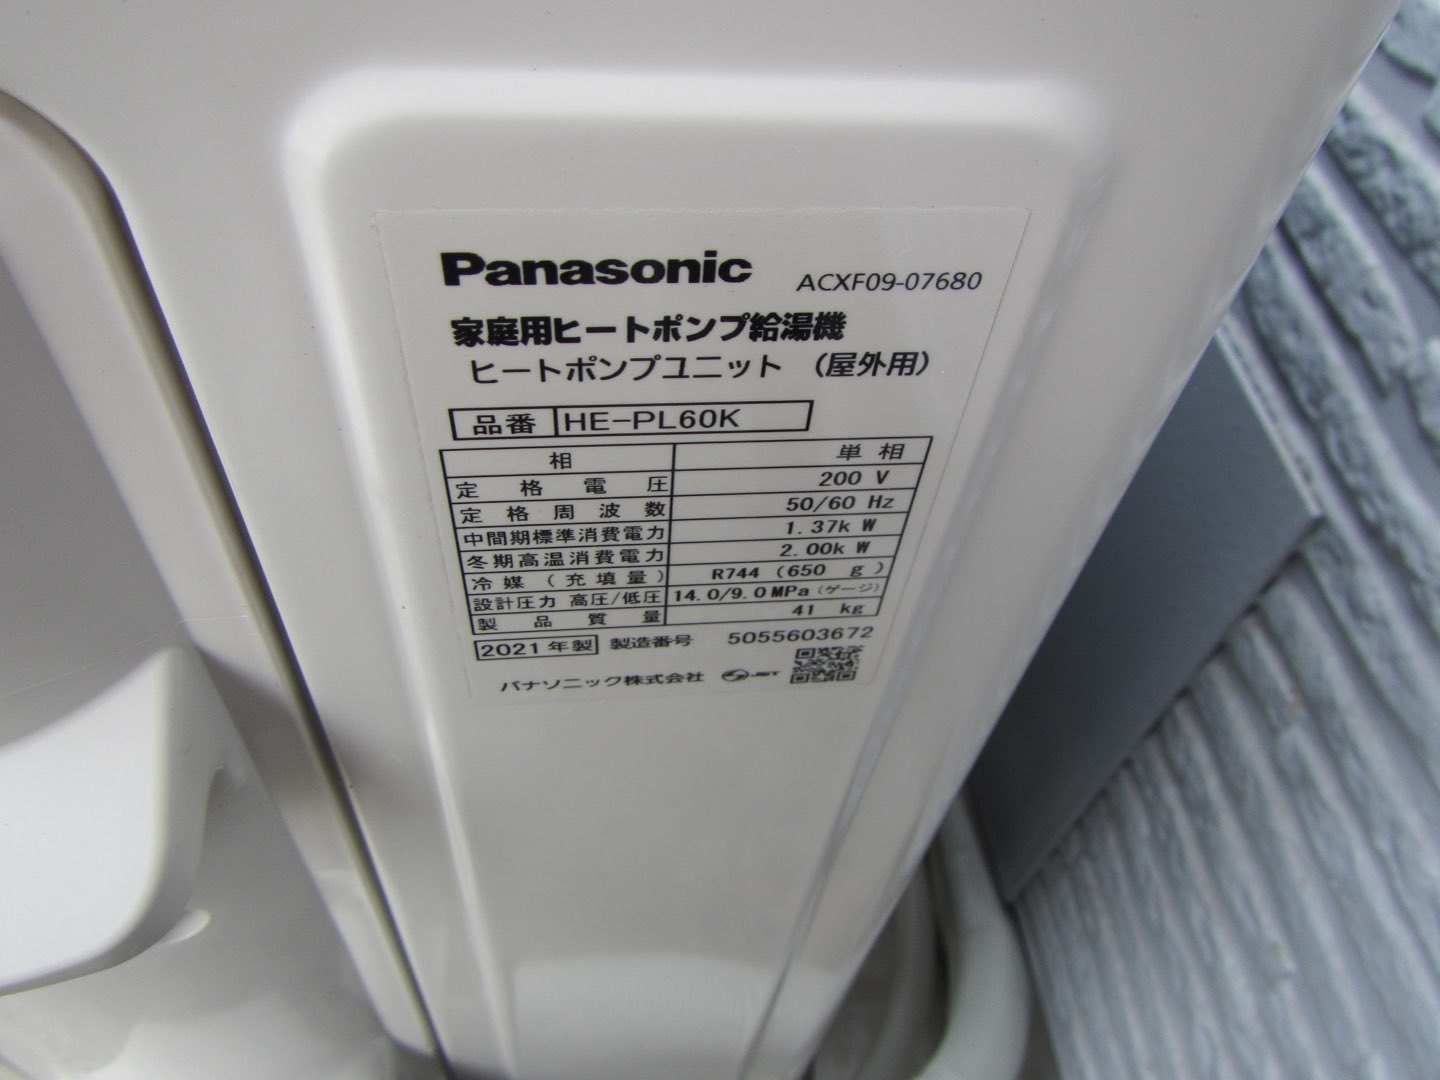 Panasonic ACXF09-07680
家庭用ヒートポンプ給湯機
ヒートポンプユニット (屋外用)
品番 HE-PL60K
相 単相
定格電圧 200 V
定格周波数 50/60 Hz
中間期標準消費電力 1.37k W
冬期高温消費電力 2.00k W
冷媒(充填量) R744 (650 g)
設計圧力 高圧/低圧 14.0/9.0MPa(ゲージ)
製品質量 41 kg
2021年製 製造番号 5055603672
パナソニック株式会社 JET